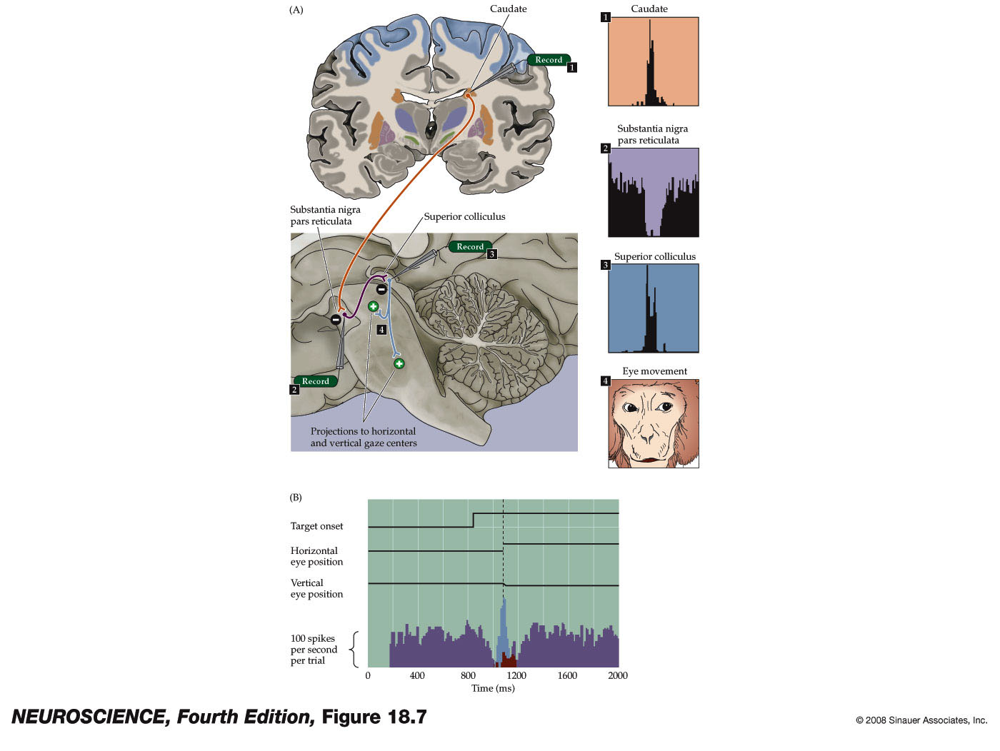 (A)
Caudate
Record
1
Substantia nigra
pars reticulata
Superior colliculus
Record
3
4
Record
2
Projections to horizontal
and vertical gaze centers
Caudate
1
Substantia nigra
pars reticulata
2
Superior colliculus
3
Eye movement
4
(B)
Target onset
Horizontal
eye position
Vertical
eye position
100 spikes
per second
per trial
0 400 800 1200 1600 2000
Time (ms)
NEUROSCIENCE, Fourth Edition, Figure 18.7
© 2008 Sinauer Associates, Inc.